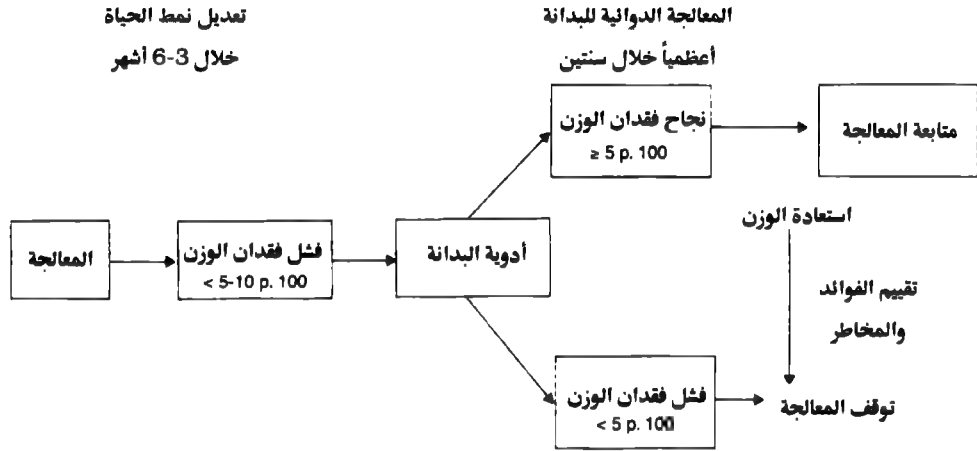 تعديل نمط الحياة
خلال 3-6 أشهر
المعالجة الدوائية للبدانة
أعظمياً خلال سنتين
نجاح فقدان الوزن
≥ 5 p. 100
متابعة المعالجة
المعالجة
فشل فقدان الوزن
< 5-10 p. 100
أدوية البدانة
استعادة الوزن
تقييم الفوائد
والمخاطر
فشل فقدان الوزن
< 5 p. 100
توقف المعالجة